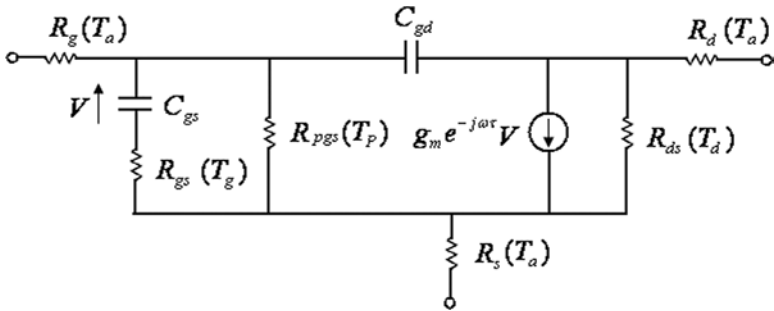 R_g(T_a)
C_gd
R_d(T_a)
V
C_gs
R_pgs(T_P)
g_m e^{-jωτ} V
R_ds(T_d)
R_gs (T_g)
R_s(T_a)